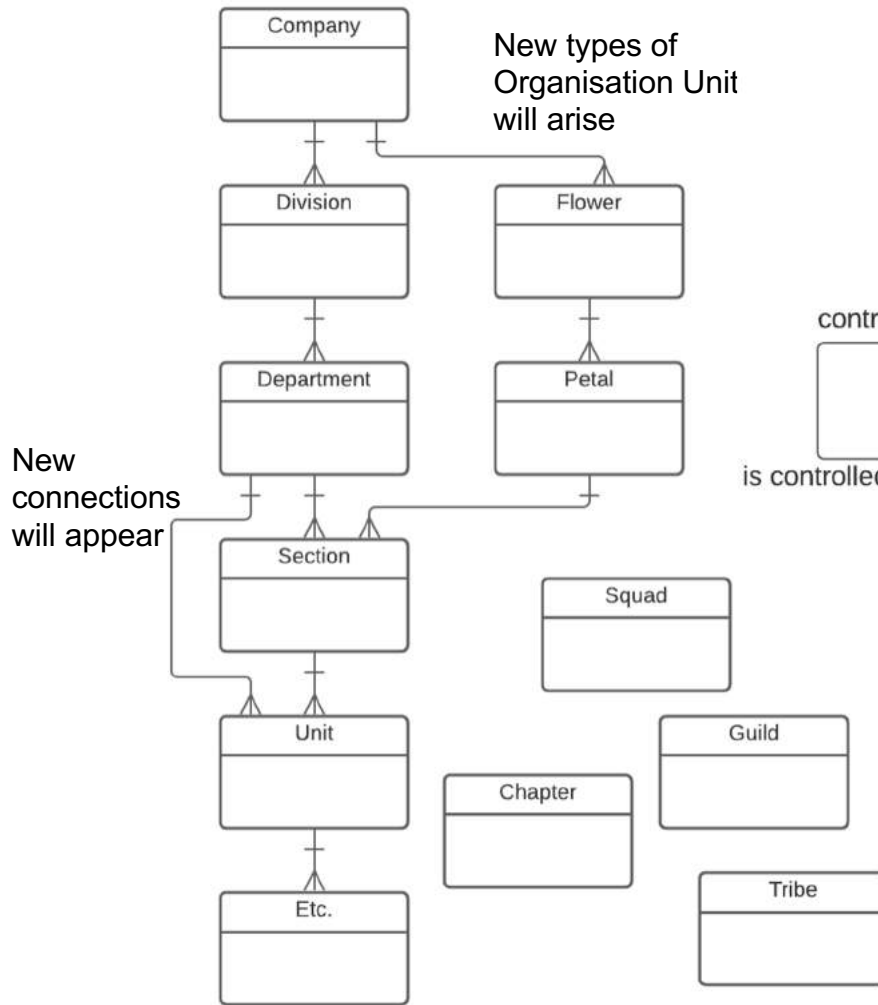 Company
New types of
Organisation Unit
will arise
Division
Flower
Department
Petal
New
connections
will appear
Section
Squad
Unit
Guild
Chapter
Etc.
Tribe
is